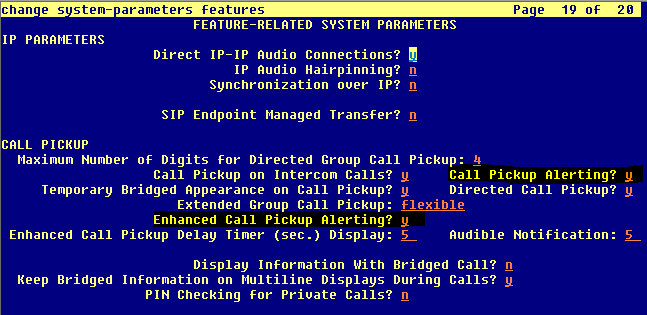 change system-parameters features Page 19 of 20
FEATURE-RELATED SYSTEM PARAMETERS
IP PARAMETERS
Direct IP-IP Audio Connections? y
IP Audio Hairpinning? n
Synchronization over IP? n
SIP Endpoint Managed Transfer? n
CALL PICKUP
Maximum Number of Digits for Directed Group Call Pickup: 4
Call Pickup on Intercom Calls? y Call Pickup Alerting? y
Temporary Bridged Appearance on Call Pickup? y Directed Call Pickup? y
Extended Group Call Pickup: flexible
Enhanced Call Pickup Alerting? y
Enhanced Call Pickup Delay Timer (sec.) Display: 5 Audible Notification: 5
Display Information With Bridged Call? n
Keep Bridged Information on Multiline Displays During Calls? y
PIN Checking for Private Calls? n